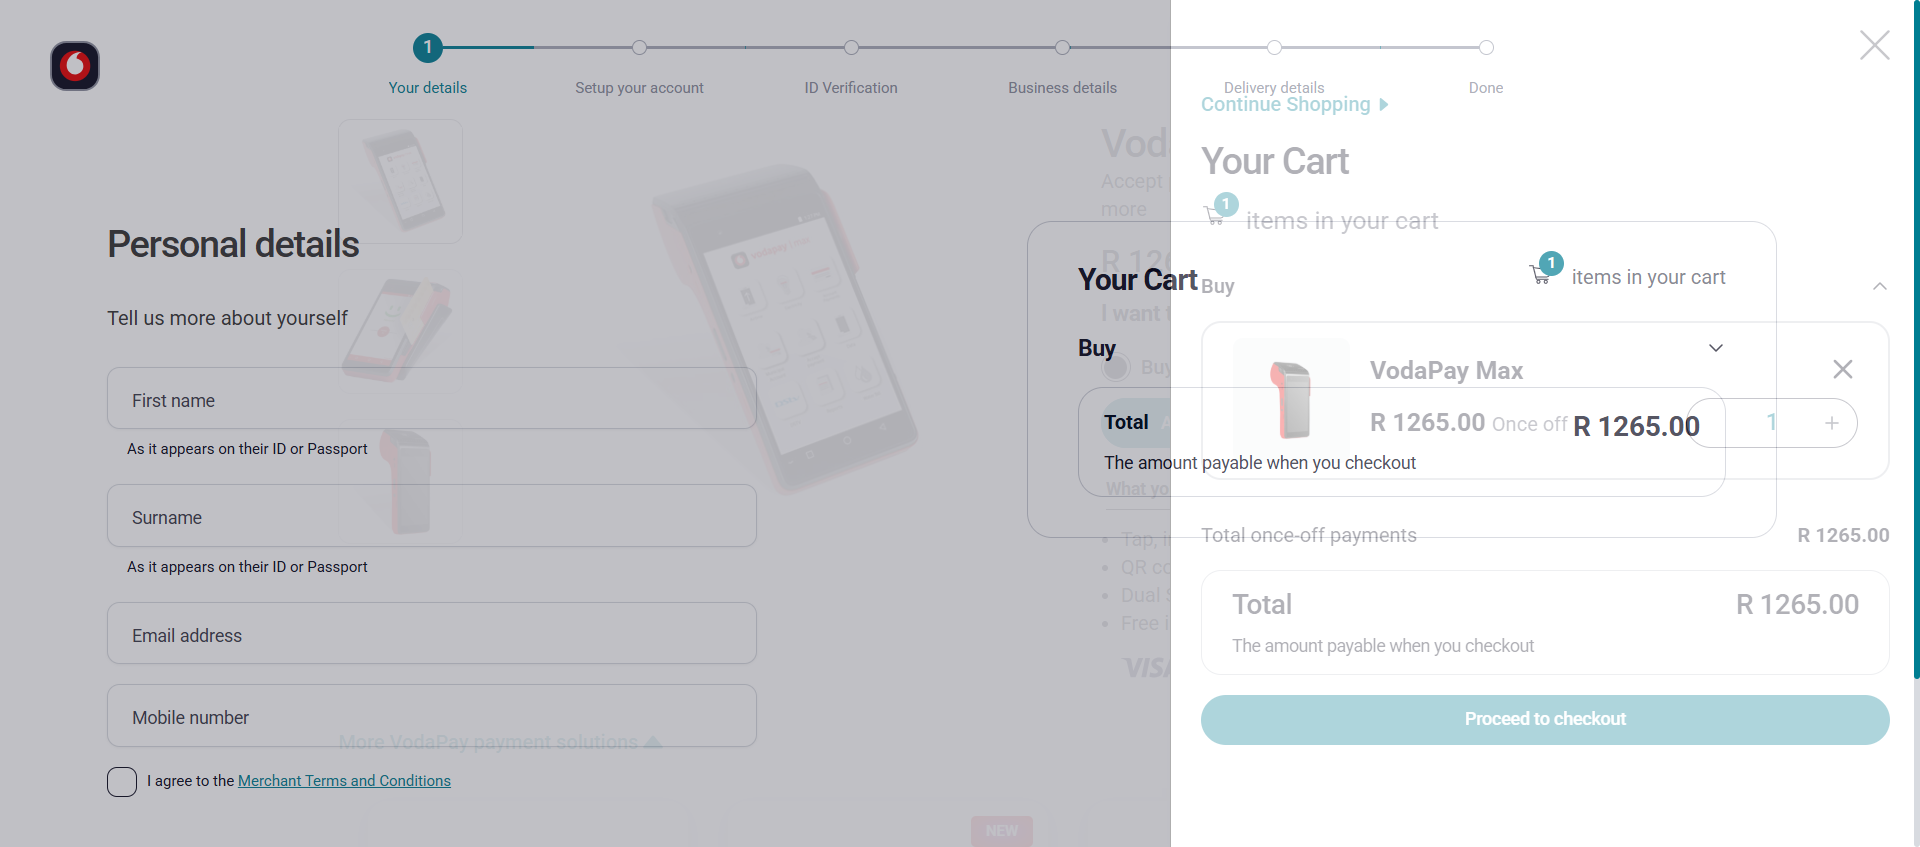 1
Your details
Setup your account
ID Verification
Business details
Delivery details
Done
Continue Shopping
Your Cart
1
items in your cart
Buy
VodaPay Max
R 1265.00 Once off
1 +
Total once-off payments
R 1265.00
Total
R 1265.00
The amount payable when you checkout
Proceed to checkout
Personal details
Tell us more about yourself
First name
As it appears on their ID or Passport
Surname
As it appears on their ID or Passport
Email address
Mobile number
I agree to the Merchant Terms and Conditions
More VodaPay payment solutions
NEW
Your Cart
1
items in your cart
Buy
Total
R 1265.00
The amount payable when you checkout
Accept
more
R 126
I want t
Buy
What yo
Tap, i
QR co
Dual S
Free i
VISA